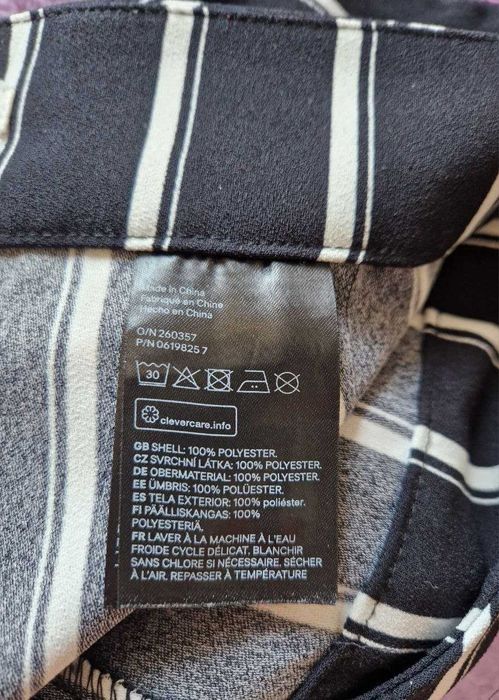 Made in China
Fabriqué en Chine
Hecho en China
O/N 260357
P/N 0619825 7
30
clevercare.info
GB SHELL: 100% POLYESTER.
CZ SVRCHNÍ LÁTKA: 100% POLYESTER.
DE OBERMATERIAL: 100% POLYESTER.
EE ÜMBRIS: 100% POLÜESTER.
ES TELA EXTERIOR: 100% poliéster.
FI PÄÄLLISKANGAS: 100%
POLYESTERIÄ.
FR LAVER À LA MACHINE À L'EAU
FROIDE CYCLE DÉLICAT. BLANCHIR
SANS CHLORE SI NÉCESSAIRE. SÉCHER
À L'AIR. REPASSER À TEMPÉRATURE